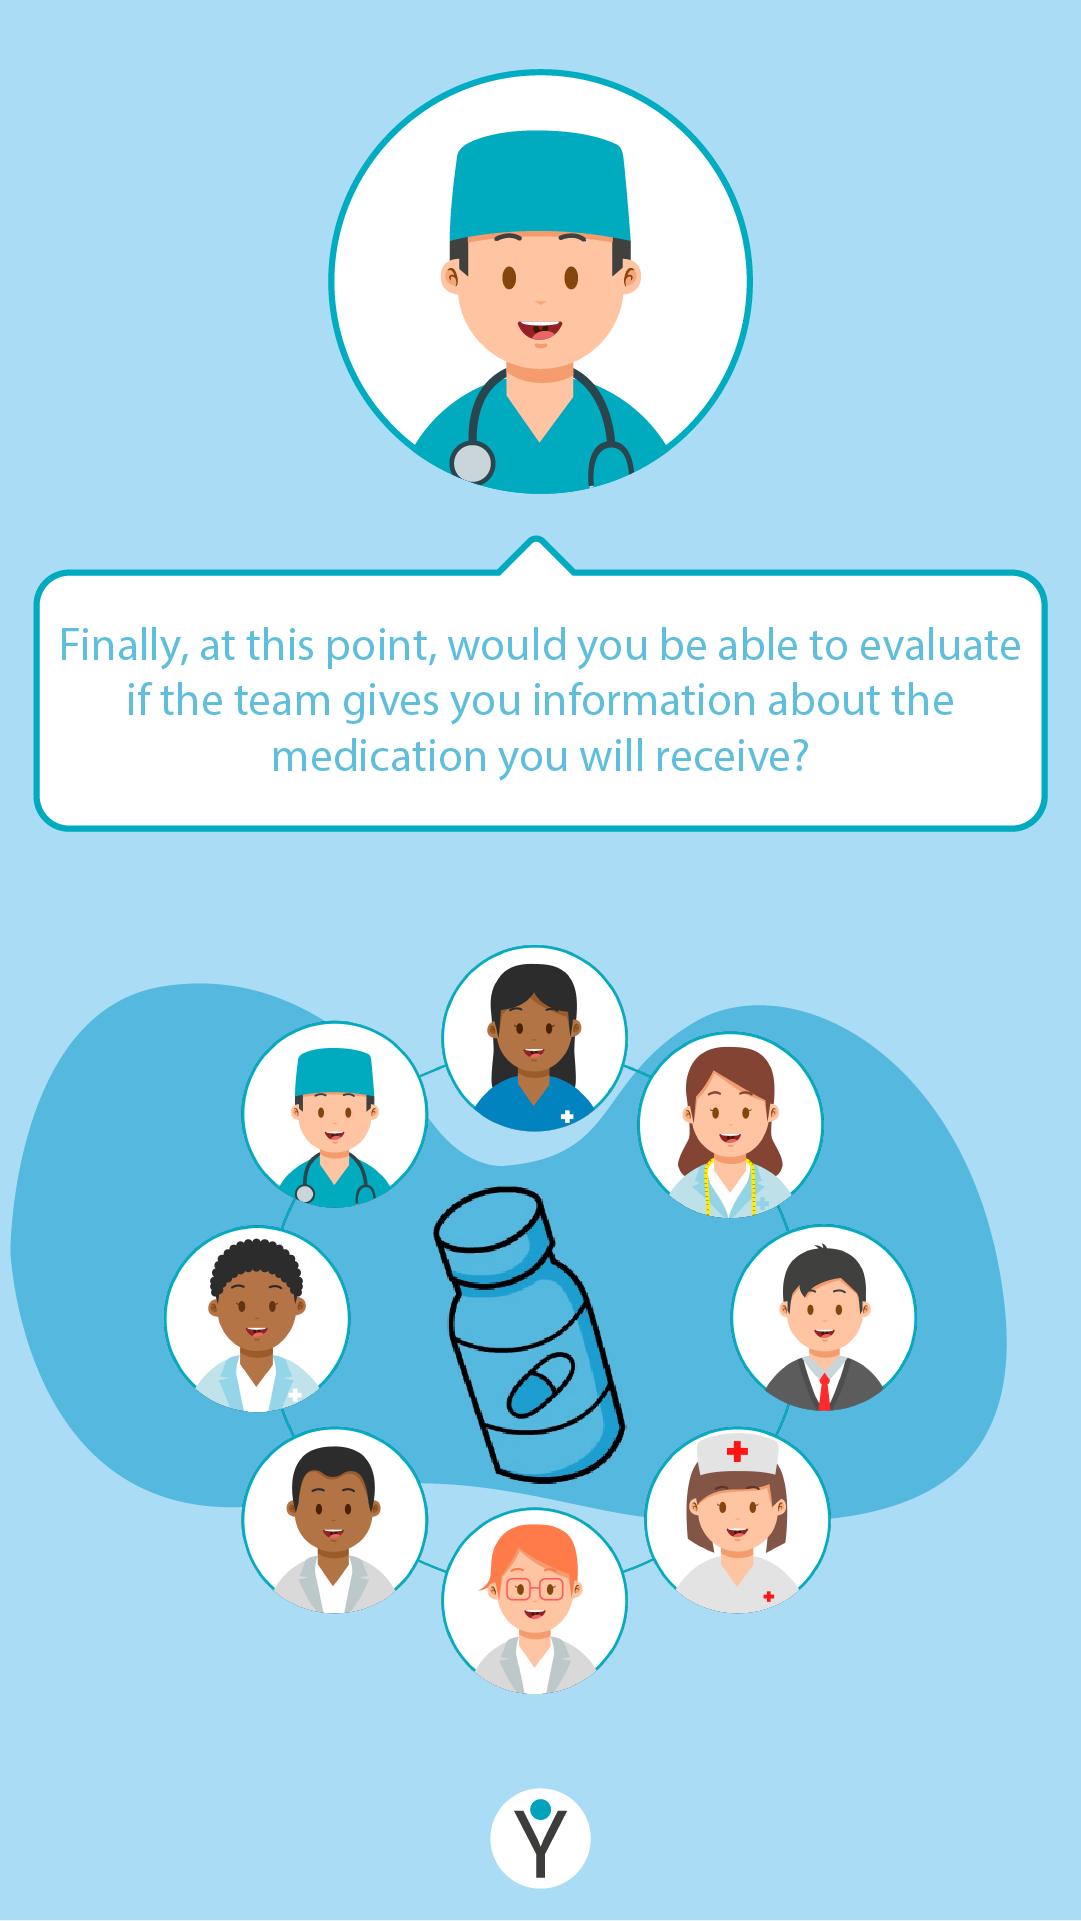 Finally, at this point, would you be able to evaluate
if the team gives you information about the
medication you will receive?